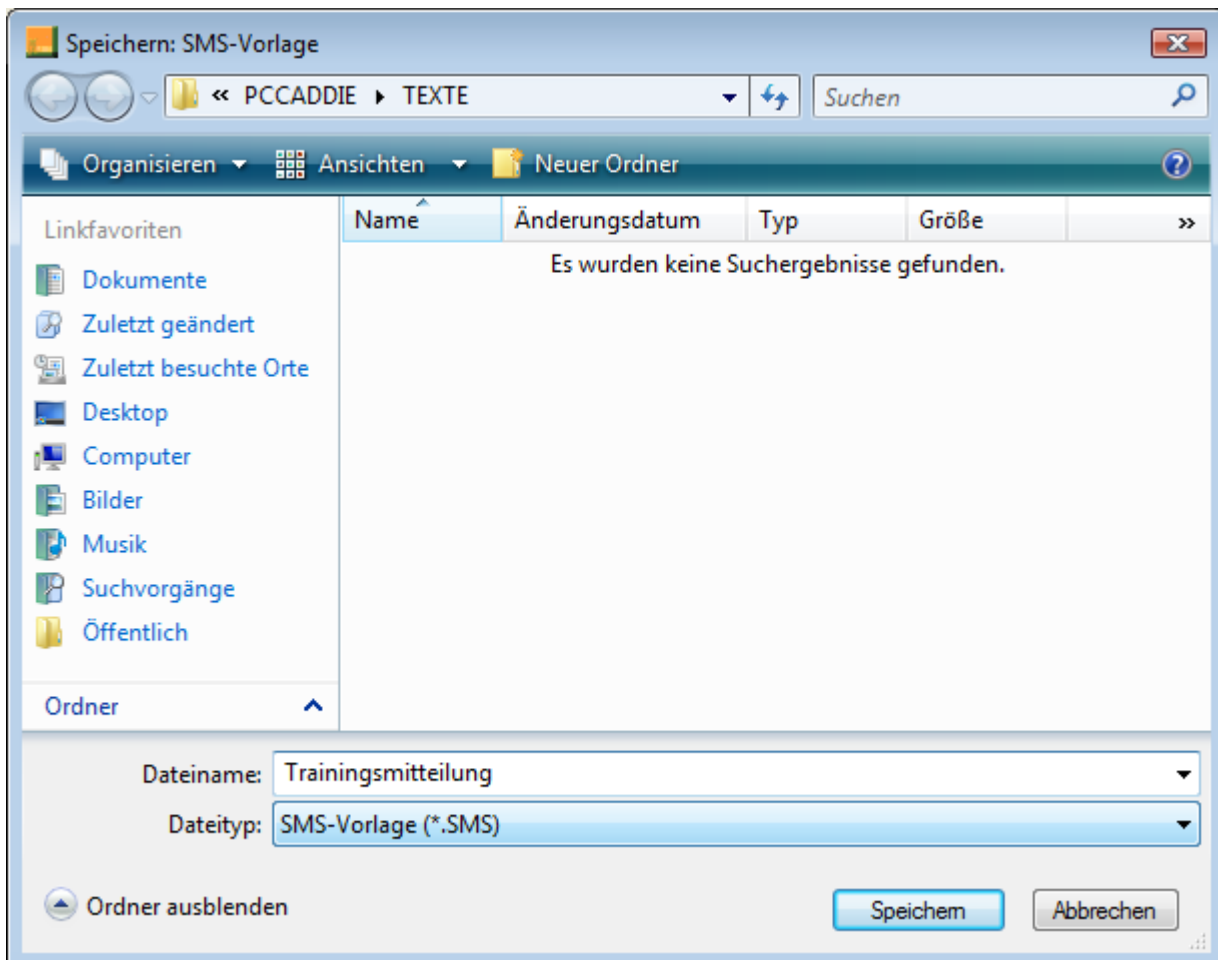 Speichern: SMS-Vorlage
« PCCADDIE ▸ TEXTE
Suchen
Organisieren Ansichten Neuer Ordner
Linkfavoriten
Name Änderungsdatum Typ Größe »
Es wurden keine Suchergebnisse gefunden.
Dokumente
Zuletzt geändert
Zuletzt besuchte Orte
Desktop
Computer
Bilder
Musik
Suchvorgänge
Öffentlich
Ordner
Dateiname: Trainingsmitteilung
Dateityp: SMS-Vorlage (*.SMS)
Ordner ausblenden
Speichern Abbrechen